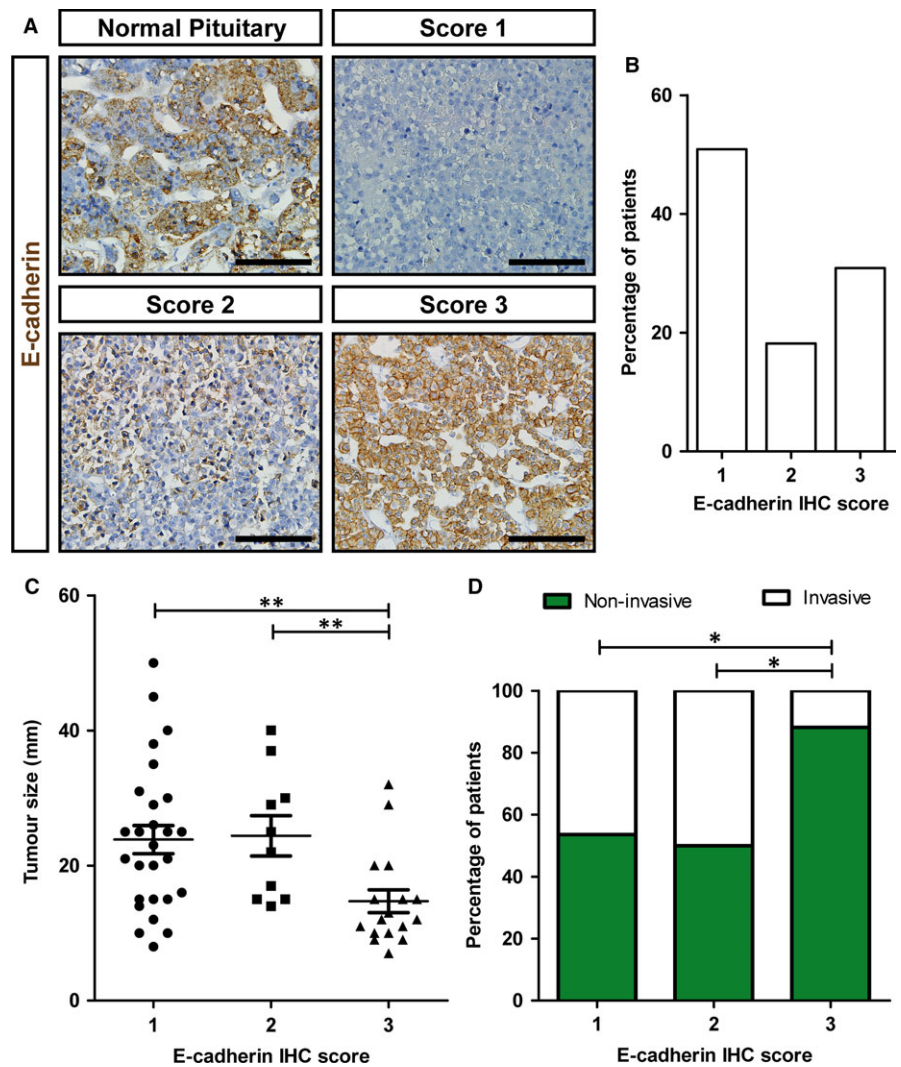 A
Normal Pituitary
Score 1
E-cadherin
Score 2
Score 3
B
60
40
20
0
Percentage of patients
1 2 3
E-cadherin IHC score
C
60
40
20
0
Tumour size (mm)
**
**
1 2 3
E-cadherin IHC score
D
Non-invasive Invasive
*
*
100
80
60
40
20
0
Percentage of patients
1 2 3
E-cadherin IHC score